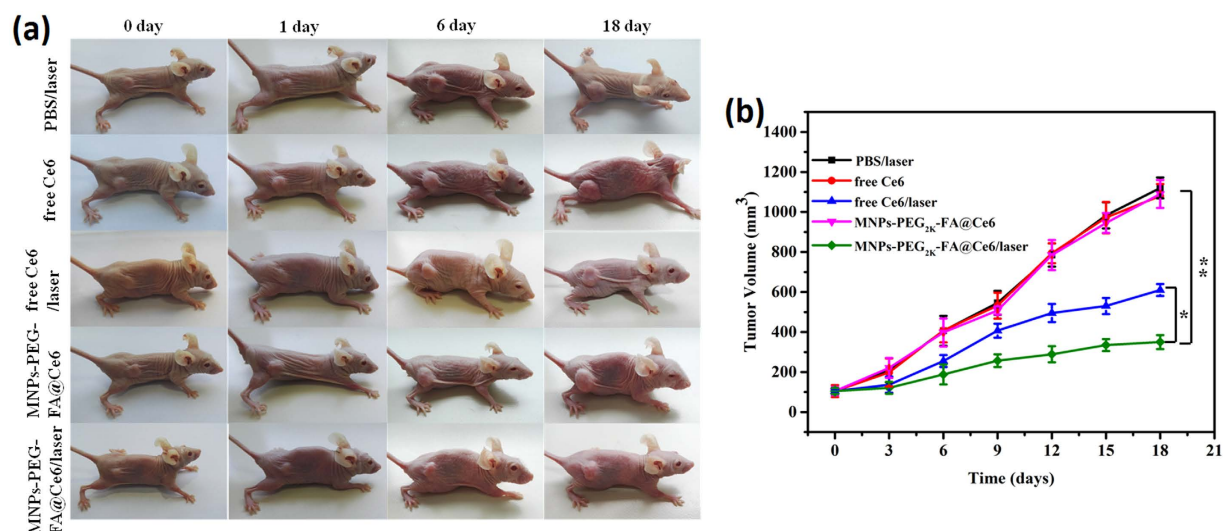 (a)
0 day 1 day 6 day 18 day
PBS/laser
free Ce6
free Ce6
/laser
MNPs-PEG-
FA@Ce6
MNPs-PEG-
FA@Ce6/laser
(b)
1400
1200
1000
800
600
400
200
0
Tumor Volume (mm³)
PBS/laser
free Ce6
free Ce6/laser
MNPs-PEG₂ₖ-FA@Ce6
MNPs-PEG₂ₖ-FA@Ce6/laser
**
*
0 3 6 9 12 15 18 21
Time (days)